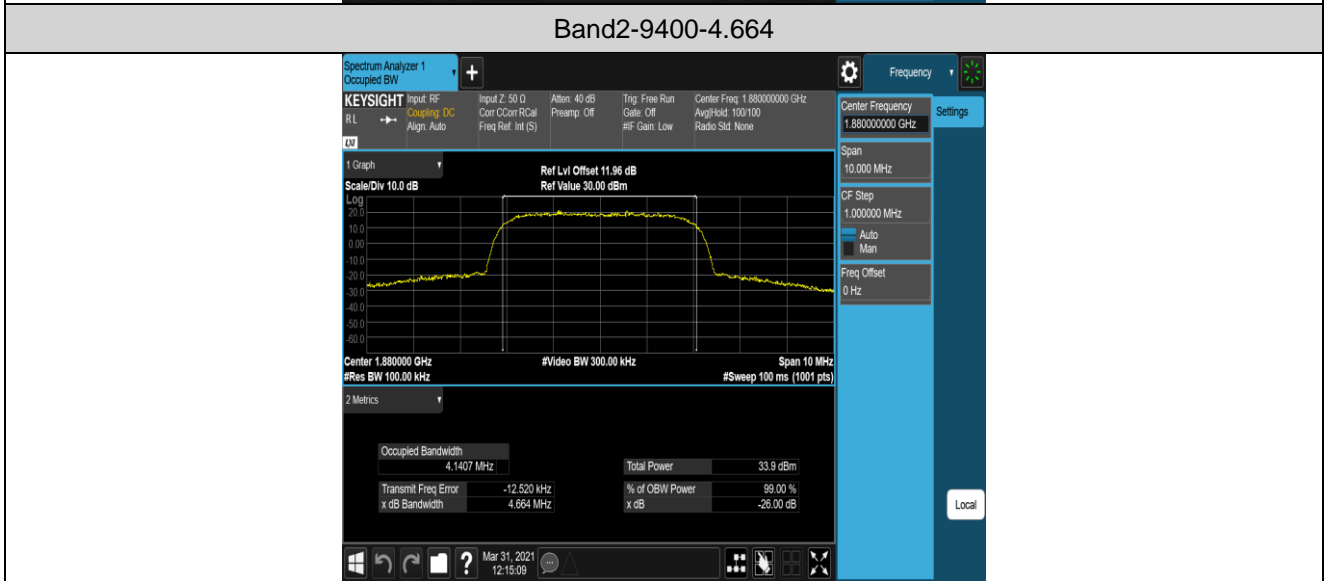 Band2-9400-4.664
Spectrum Analyzer 1
Occupied BW
+
Frequency
KEYSIGHT
R L
LXI
Input: RF
Coupling: DC
Align: Auto
Input Z: 50 Ω
Corr CCorr RCal
Freq Ref: Int (S)
Atten: 40 dB
Preamp: Off
Trig: Free Run
Gate: Off
#IF Gain: Low
Center Freq: 1.880000000 GHz
Avg|Hold: 100/100
Radio Std: None
Center Frequency
1.880000000 GHz
Settings
Span
10.000 MHz
CF Step
1.000000 MHz
Auto
Man
Freq Offset
0 Hz
1 Graph
Scale/Div 10.0 dB
Ref Lvl Offset 11.96 dB
Ref Value 30.00 dBm
Log
20.0
10.0
0.00
-10.0
-20.0
-30.0
-40.0
-50.0
-60.0
Center 1.880000 GHz
#Video BW 300.00 kHz
Span 10 MHz
#Res BW 100.00 kHz
#Sweep 100 ms (1001 pts)
2 Metrics
Occupied Bandwidth
4.1407 MHz
Total Power 33.9 dBm
Transmit Freq Error -12.520 kHz
% of OBW Power 99.00 %
x dB Bandwidth 4.664 MHz
x dB -26.00 dB
Local
?
Mar 31, 2021
12:15:09